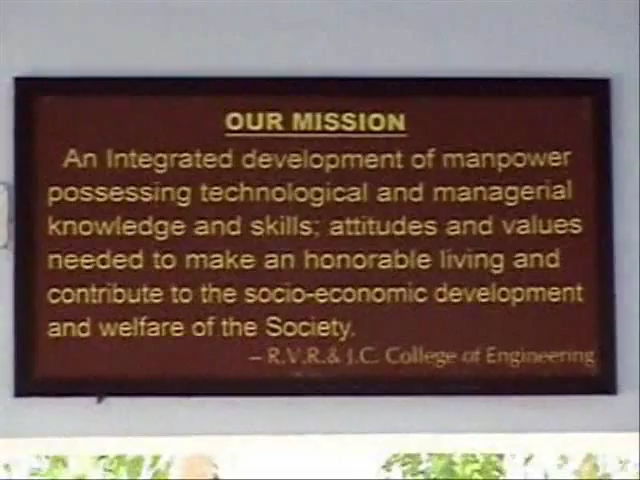 OUR MISSION
An Integrated development of manpower
possessing technological and managerial
knowledge and skills; attitudes and values
needed to make an honorable living and
contribute to the socio-economic development
and welfare of the Society.
– R.V.R.& J.C. College of Engineering